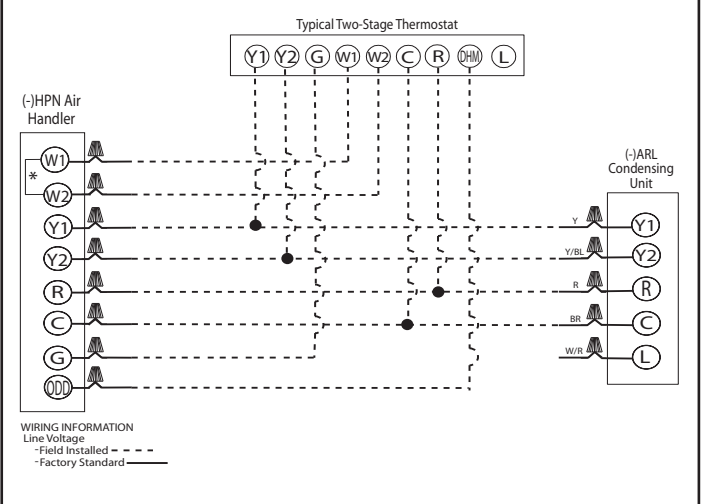 Typical Two-Stage Thermostat
Y1 Y2 G W1 W2 C R DHM L
(-)HPN Air
Handler
W1
*
W2
Y1
Y2
R
C
G
ODD
(-)ARL
Condensing
Unit
Y Y1
Y/BL Y2
R R
BR C
W/R L
WIRING INFORMATION
Line Voltage
-Field Installed
-Factory Standard